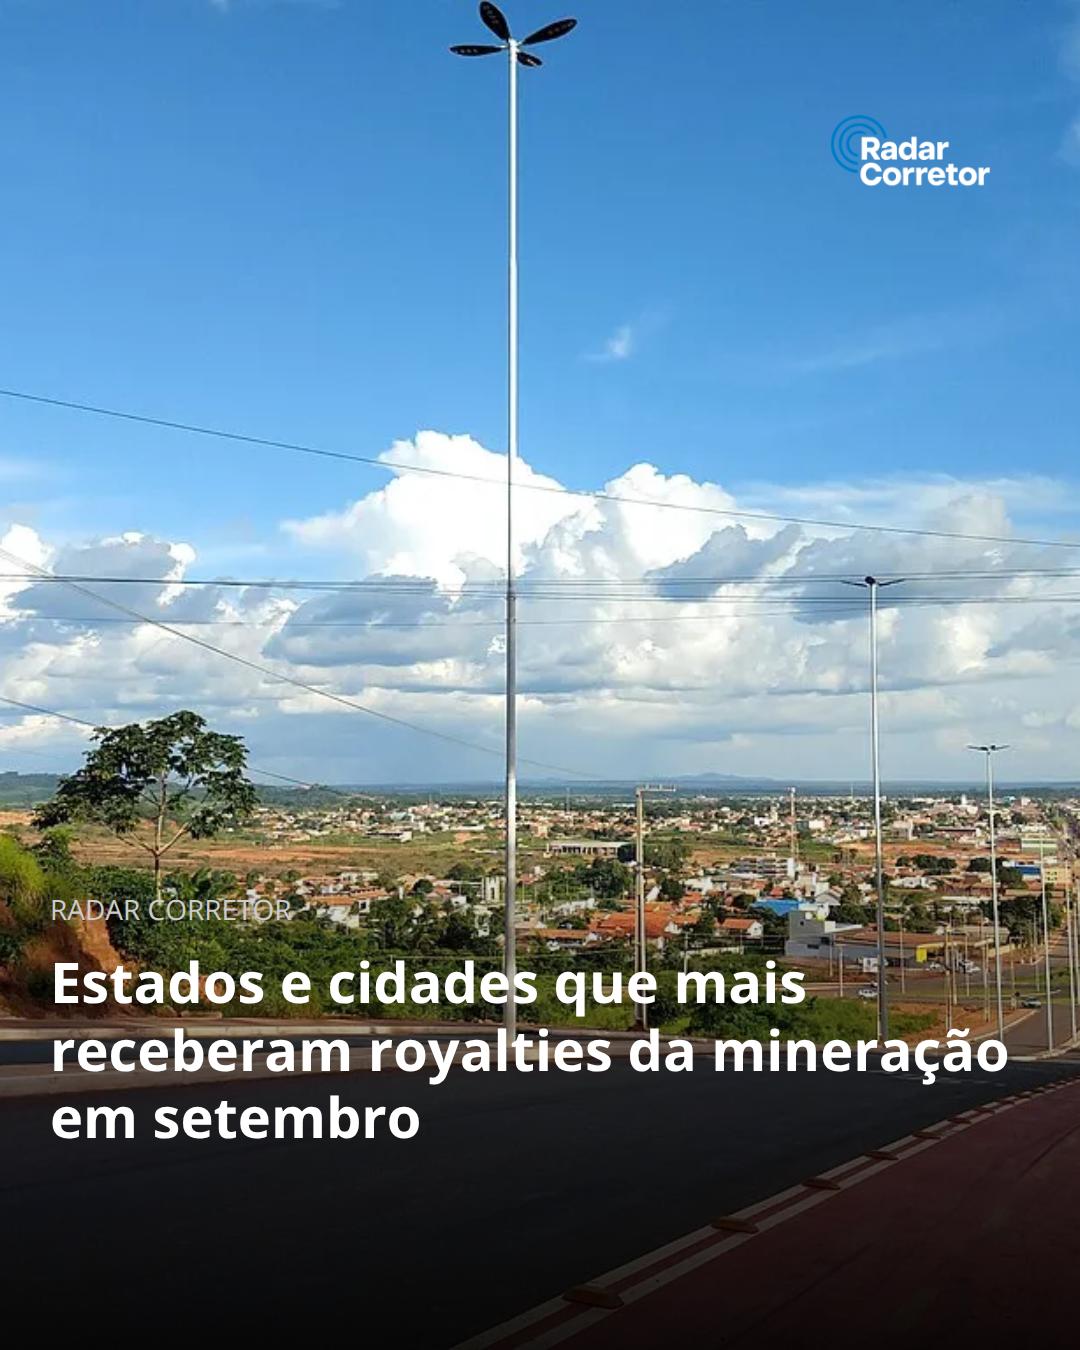 Radar
Corretor
RADAR CORRETOR
Estados e cidades que mais
receberam royalties da mineração
em setembro